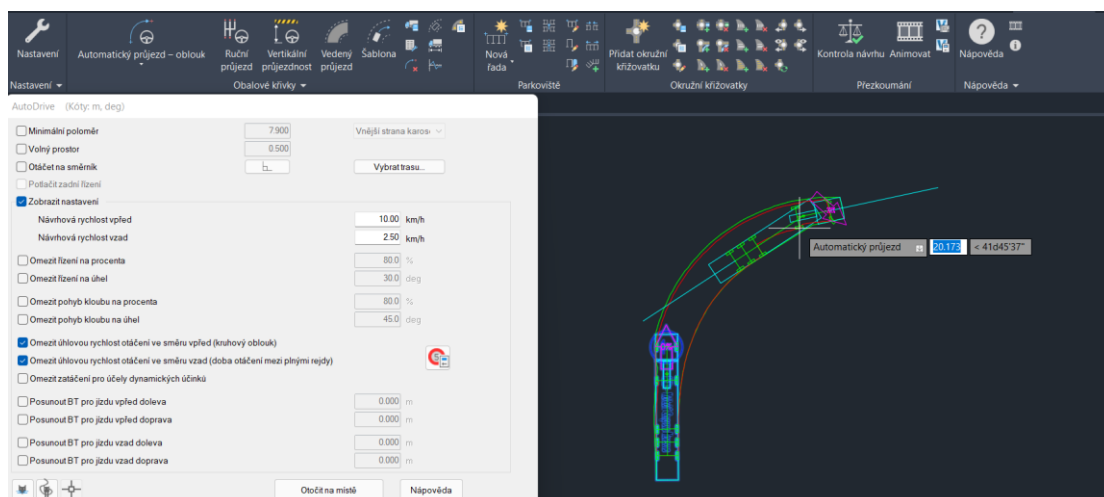 Nastavení
Automatický průjezd – oblouk
Ruční průjezd
Vertikální průjezdnost
Vedený průjezd
Šablona
Nová řada
Přidat okružní křižovatku
Kontrola návrhu
Animovat
Nápověda
Nastavení
Obalové křivky
Parkoviště
Okružní křižovatky
Přezkoumání
Nápověda
AutoDrive (Kóty: m, deg)
Minimální poloměr 7.900 Vnější strana karos
Volný prostor 0.500
Otáčet na směrník Vybrat trasu...
Potlačit zadní řízení
Zobrazit nastavení
Návrhová rychlost vpřed 10.00 km/h
Návrhová rychlost vzad 2.50 km/h
Omezit řízení na procenta 80.0 %
Omezit řízení na úhel 30.0 deg
Omezit pohyb kloubu na procenta 80.0 %
Omezit pohyb kloubu na úhel 45.0 deg
Omezit úhlovou rychlost otáčení ve směru vpřed (kruhový oblouk)
Omezit úhlovou rychlost otáčení ve směru vzad (doba otáčení mezi plnými rejdy)
Omezit zatáčení pro účely dynamických účinků
Posunout BT pro jízdu vpřed doleva 0.000 m
Posunout BT pro jízdu vpřed doprava 0.000 m
Posunout BT pro jízdu vzad doleva 0.000 m
Posunout BT pro jízdu vzad doprava 0.000 m
Otočit na místě
Nápověda
Automatický průjezd 20.173 < 41d45'37"